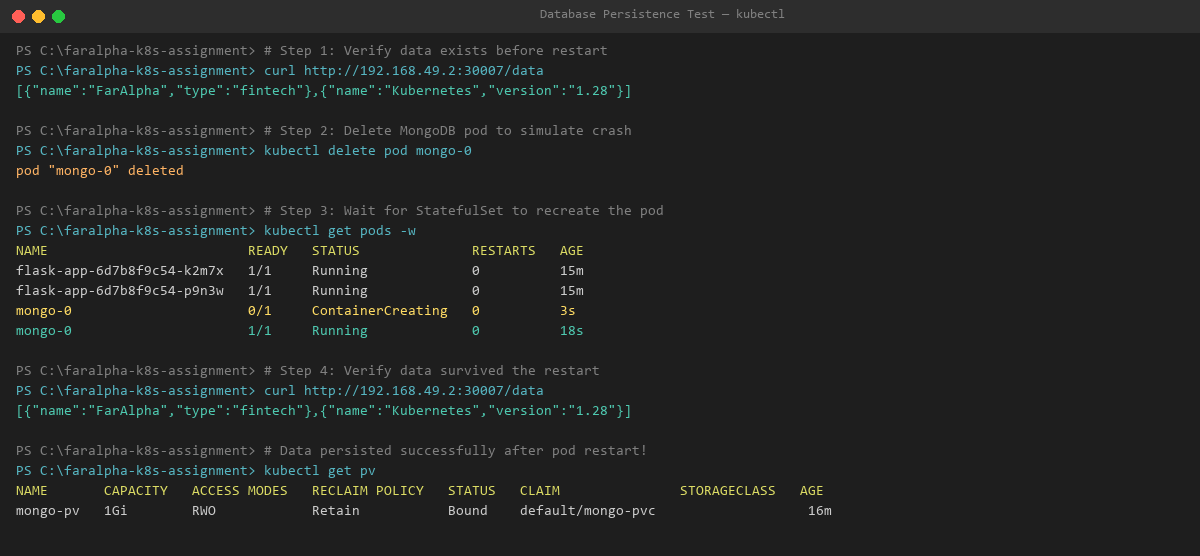 Database Persistence Test — kubectl
PS C:\faralpha-k8s-assignment> # Step 1: Verify data exists before restart
PS C:\faralpha-k8s-assignment> curl http://192.168.49.2:30007/data
[{"name":"FarAlpha","type":"fintech"},{"name":"Kubernetes","version":"1.28"}]
PS C:\faralpha-k8s-assignment> # Step 2: Delete MongoDB pod to simulate crash
PS C:\faralpha-k8s-assignment> kubectl delete pod mongo-0
pod "mongo-0" deleted
PS C:\faralpha-k8s-assignment> # Step 3: Wait for StatefulSet to recreate the pod
PS C:\faralpha-k8s-assignment> kubectl get pods -w
NAME                         READY   STATUS              RESTARTS   AGE
flask-app-6d7b8f9c54-k2m7x   1/1     Running             0          15m
flask-app-6d7b8f9c54-p9n3w   1/1     Running             0          15m
mongo-0                      0/1     ContainerCreating   0          3s
mongo-0                      1/1     Running             0          18s
PS C:\faralpha-k8s-assignment> # Step 4: Verify data survived the restart
PS C:\faralpha-k8s-assignment> curl http://192.168.49.2:30007/data
[{"name":"FarAlpha","type":"fintech"},{"name":"Kubernetes","version":"1.28"}]
PS C:\faralpha-k8s-assignment> # Data persisted successfully after pod restart!
PS C:\faralpha-k8s-assignment> kubectl get pv
NAME       CAPACITY   ACCESS MODES   RECLAIM POLICY   STATUS   CLAIM               STORAGECLASS   AGE
mongo-pv   1Gi        RWO            Retain           Bound    default/mongo-pvc                   16m